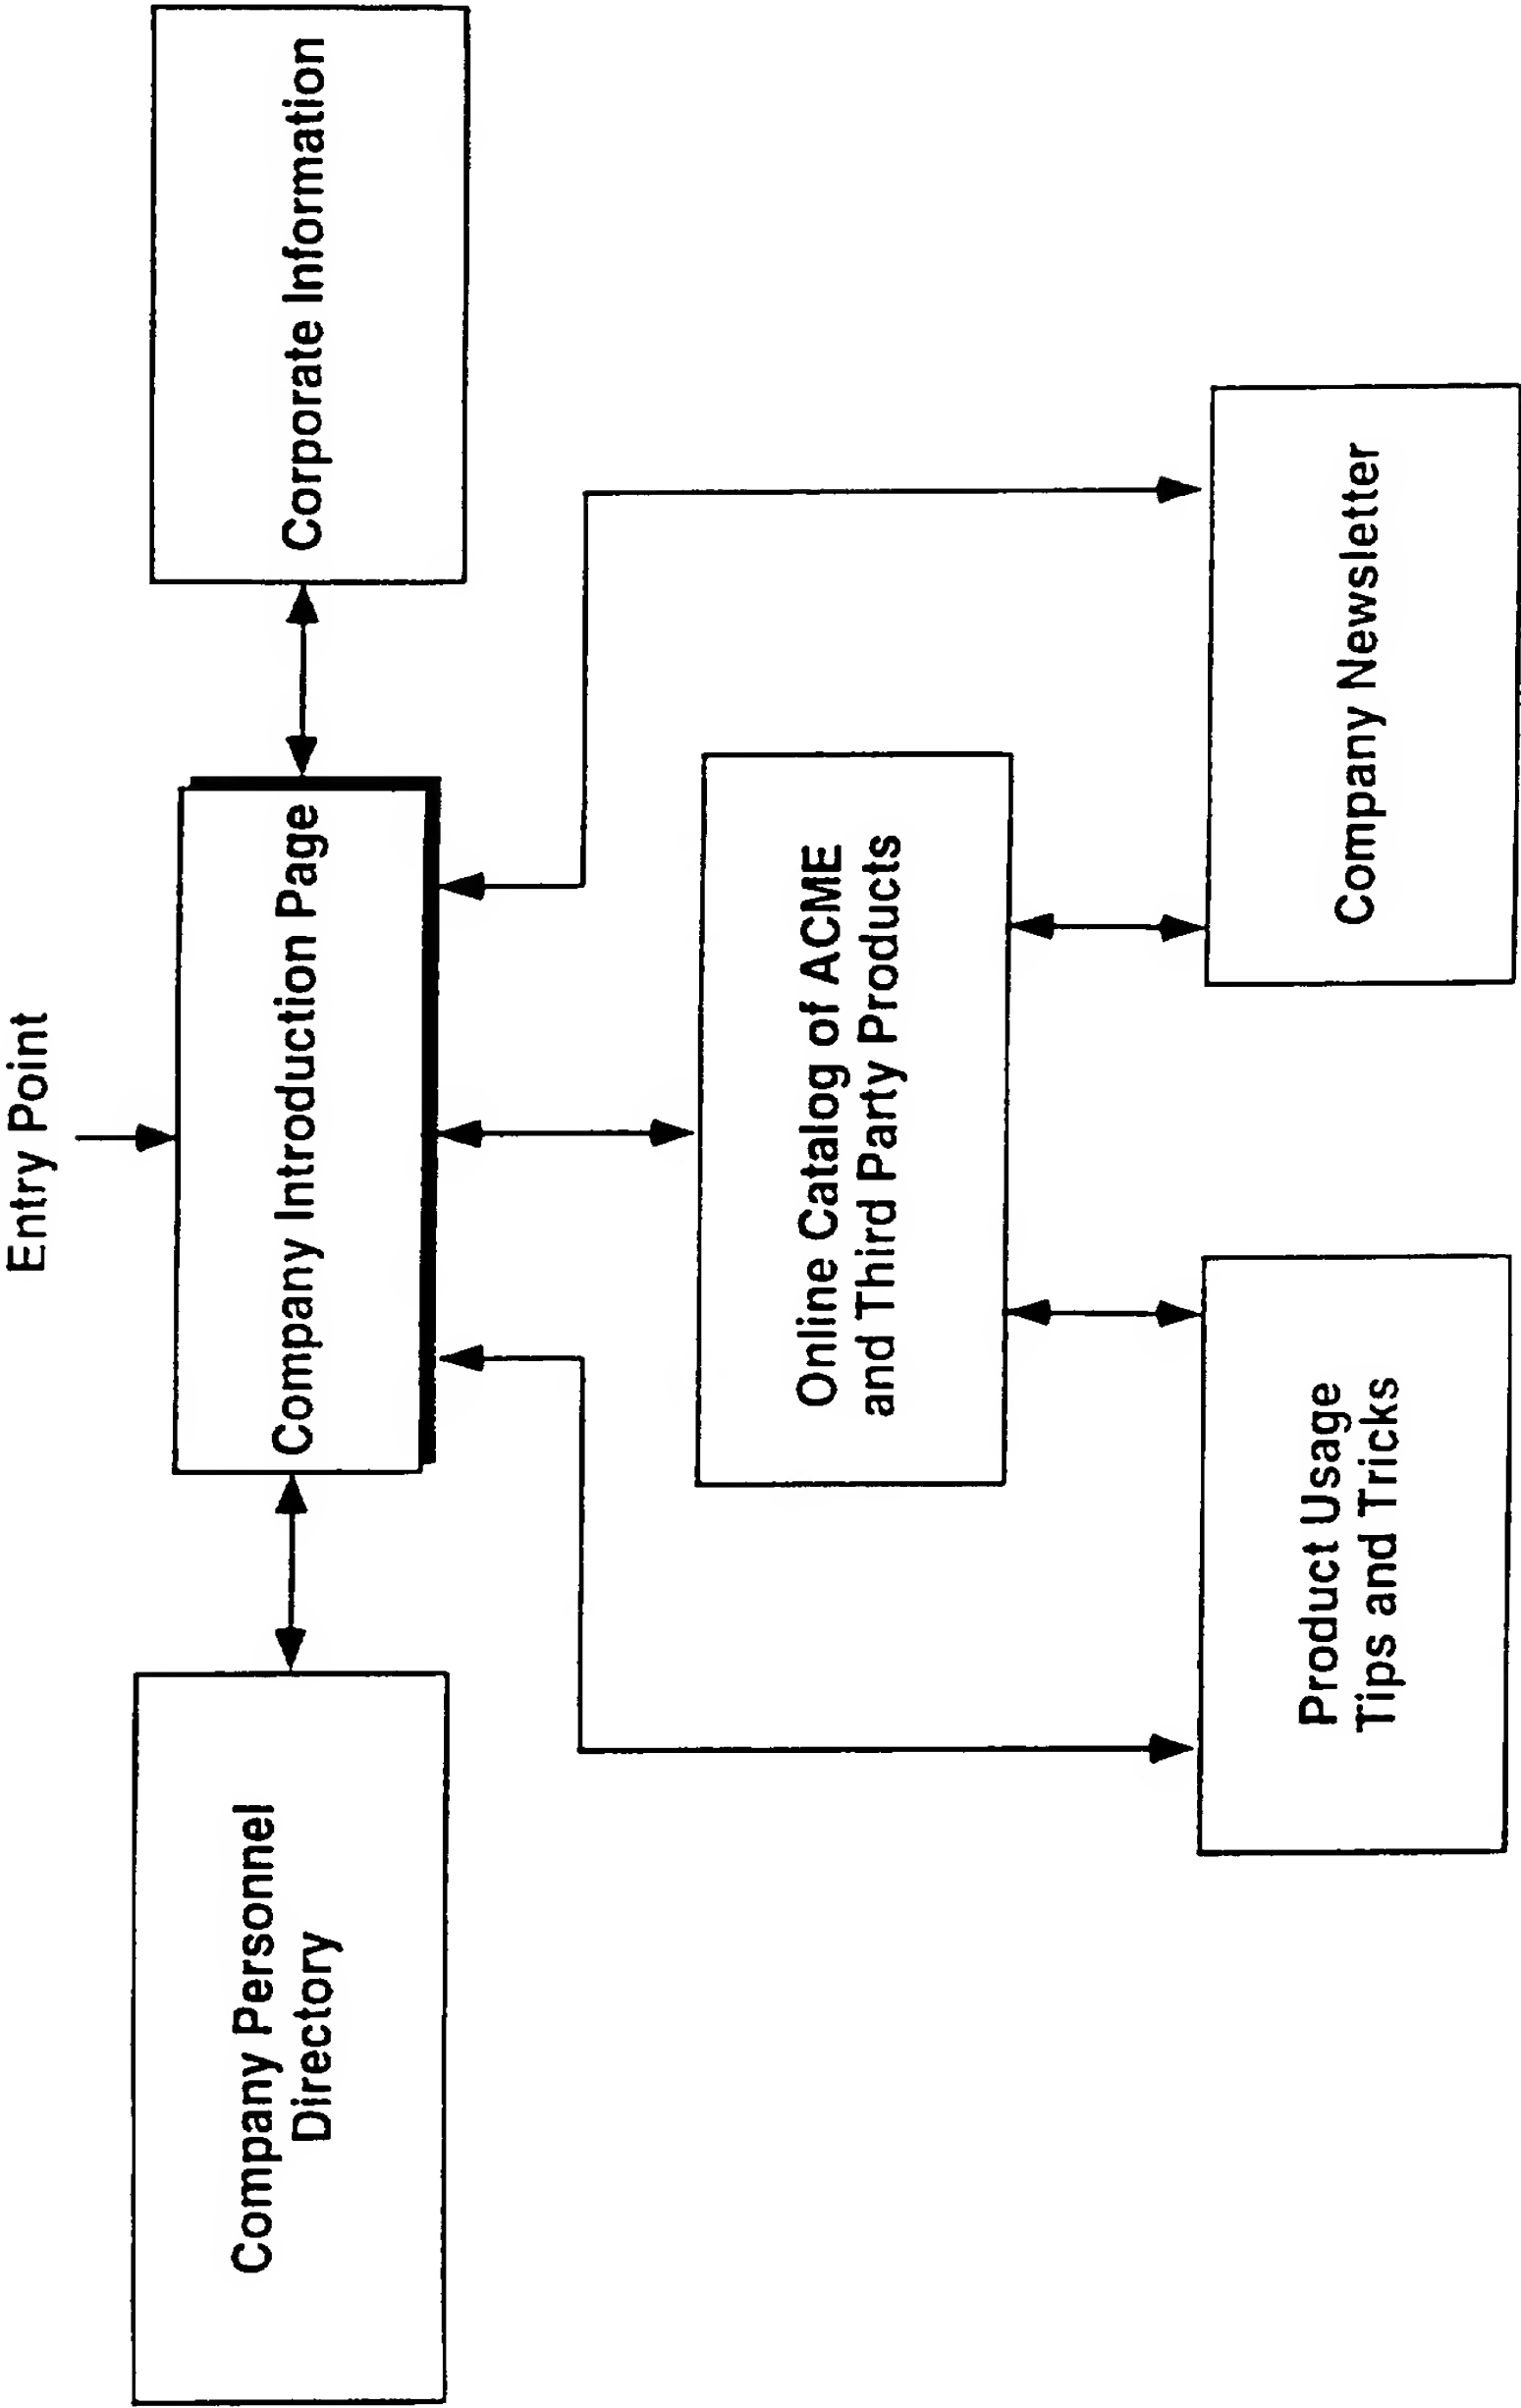 Entry Point
Company Personnel
Directory
Company Introduction Page
Corporate Information
Online Catalog of ACME
and Third Party Products
Product Usage
Tips and Tricks
Company Newsletter